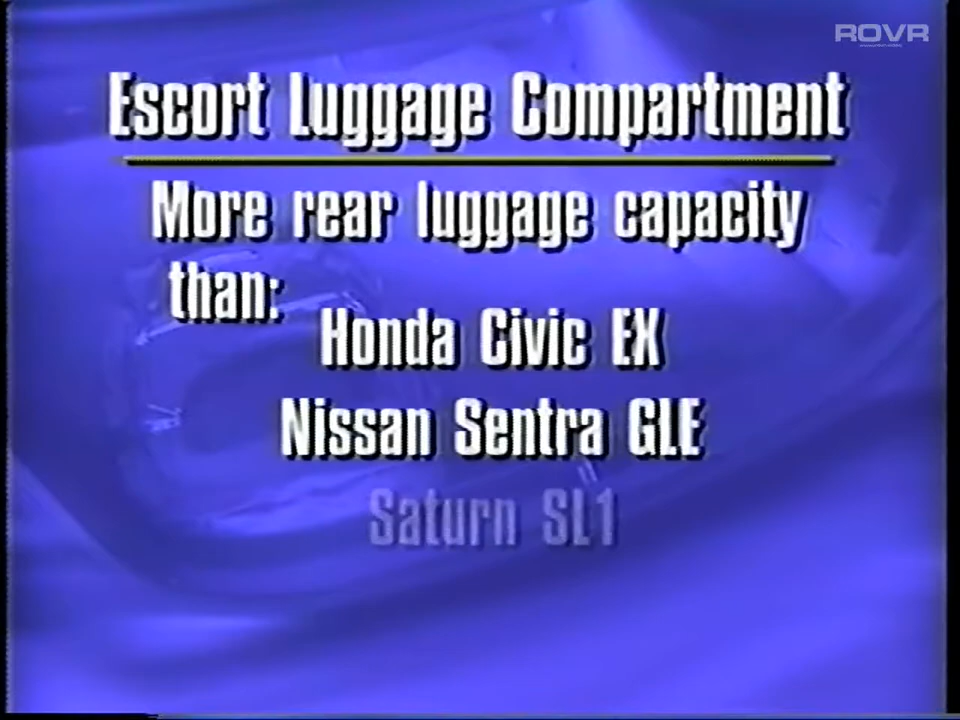 ROVR
Escort Luggage Compartment
More rear luggage capacity
than:
Honda Civic EX
Nissan Sentra GLE
Saturn SL1